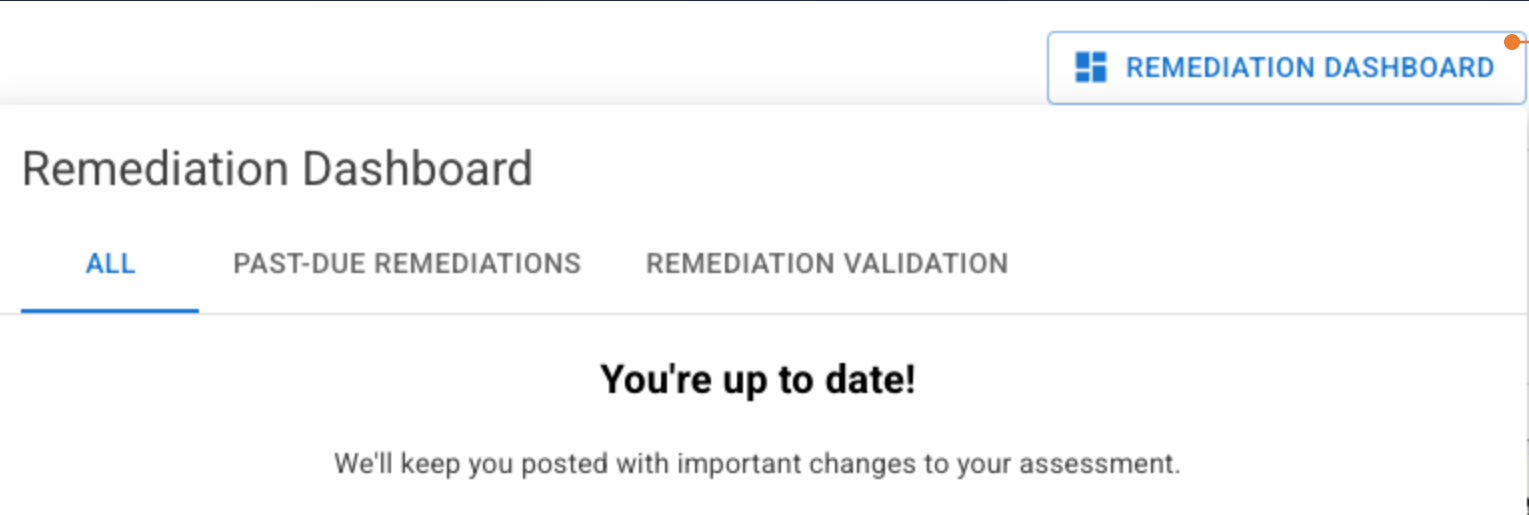 REMEDIATION DASHBOARD
Remediation Dashboard
ALL PAST-DUE REMEDIATIONS REMEDIATION VALIDATION
You're up to date!
We'll keep you posted with important changes to your assessment.